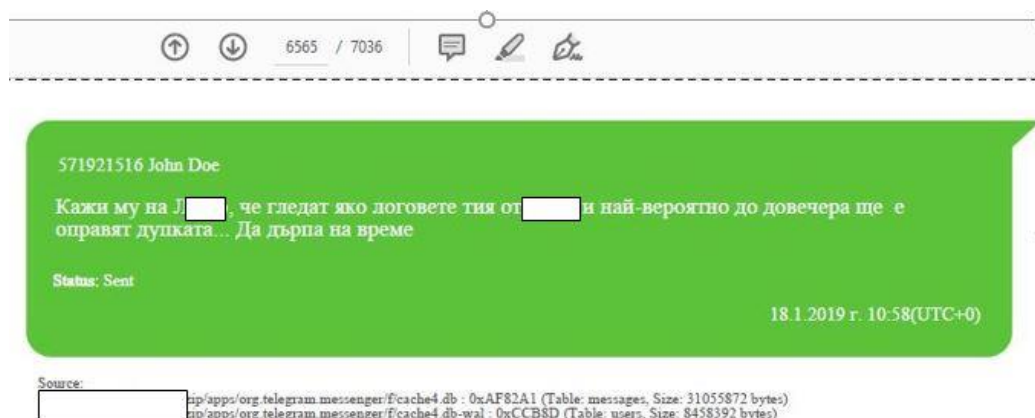 6565 / 7036
571921516 John Doe
Кажи му на Л , че гледат яко логовете тия от и най-вероятно до довечера ще е
оправят дупката... Да дърпа на време
Status: Sent
18.1.2019 г. 10:58(UTC+0)
Source:
zip/apps/org.telegram.messenger/f/cache4.db : 0xAF82A1 (Table: messages, Size: 31055872 bytes)
zip/apps/org.telegram.messenger/f/cache4.db-wal : 0xCCB8D (Table: users, Size: 8458392 bytes)